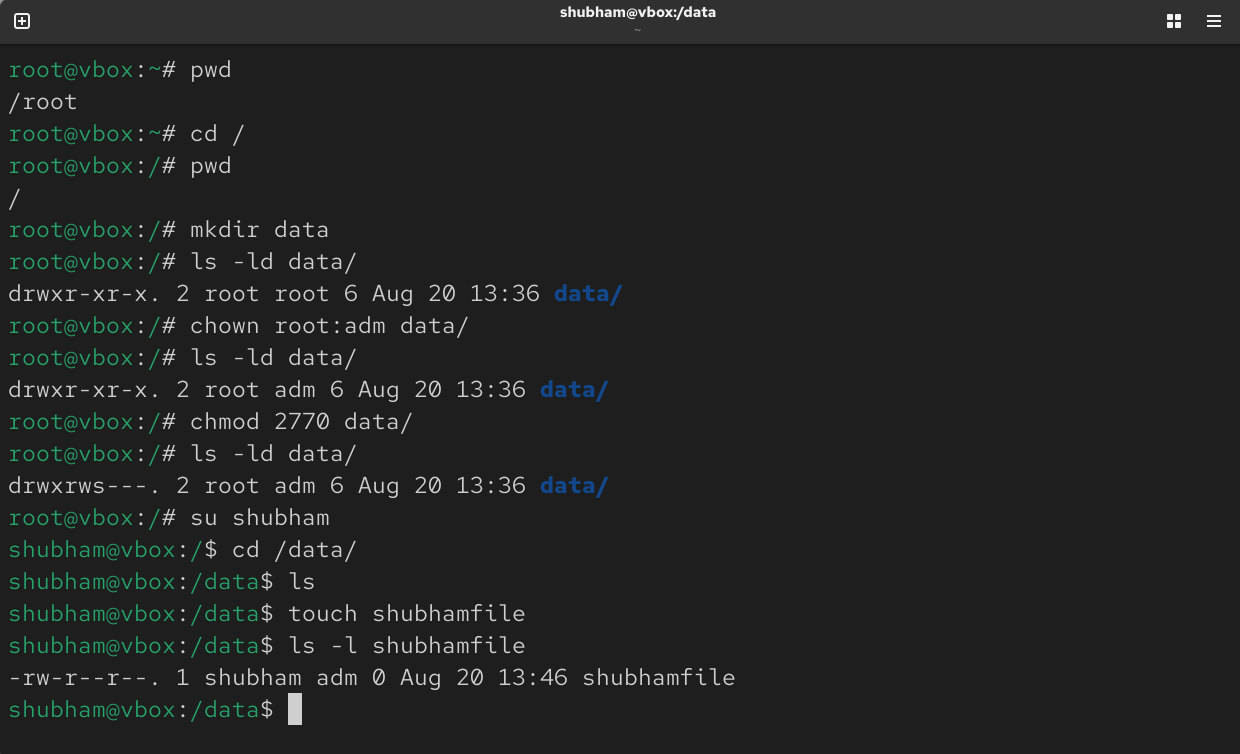 shubham@vbox:/data
~
root@vbox:~# pwd
/root
root@vbox:~# cd /
root@vbox:/# pwd
/
root@vbox:/# mkdir data
root@vbox:/# ls -ld data/
drwxr-xr-x. 2 root root 6 Aug 20 13:36 data/
root@vbox:/# chown root:adm data/
root@vbox:/# ls -ld data/
drwxr-xr-x. 2 root adm 6 Aug 20 13:36 data/
root@vbox:/# chmod 2770 data/
root@vbox:/# ls -ld data/
drwxrws---. 2 root adm 6 Aug 20 13:36 data/
root@vbox:/# su shubham
shubham@vbox:/$ cd /data/
shubham@vbox:/data$ ls
shubham@vbox:/data$ touch shubhamfile
shubham@vbox:/data$ ls -l shubhamfile
-rw-r--r--. 1 shubham adm 0 Aug 20 13:46 shubhamfile
shubham@vbox:/data$